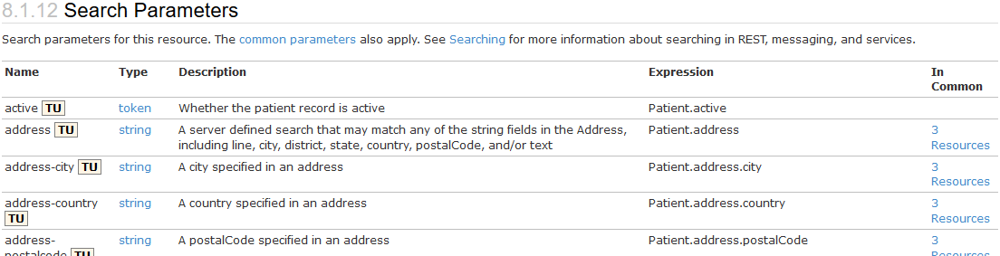 8.1.12 Search Parameters
Search parameters for this resource. The common parameters also apply. See Searching for more information about searching in REST, messaging, and services.
Name Type Description Expression In
Common
active TU token Whether the patient record is active Patient.active
address TU string A server defined search that may match any of the string fields in the Address, Patient.address 3
including line, city, district, state, country, postalCode, and/or text Resources
address-city TU string A city specified in an address Patient.address.city 3
Resources
address-country string A country specified in an address Patient.address.country 3
TU Resources
address- string A postalCode specified in an address Patient.address.postalCode 3
postalcode TU Resources